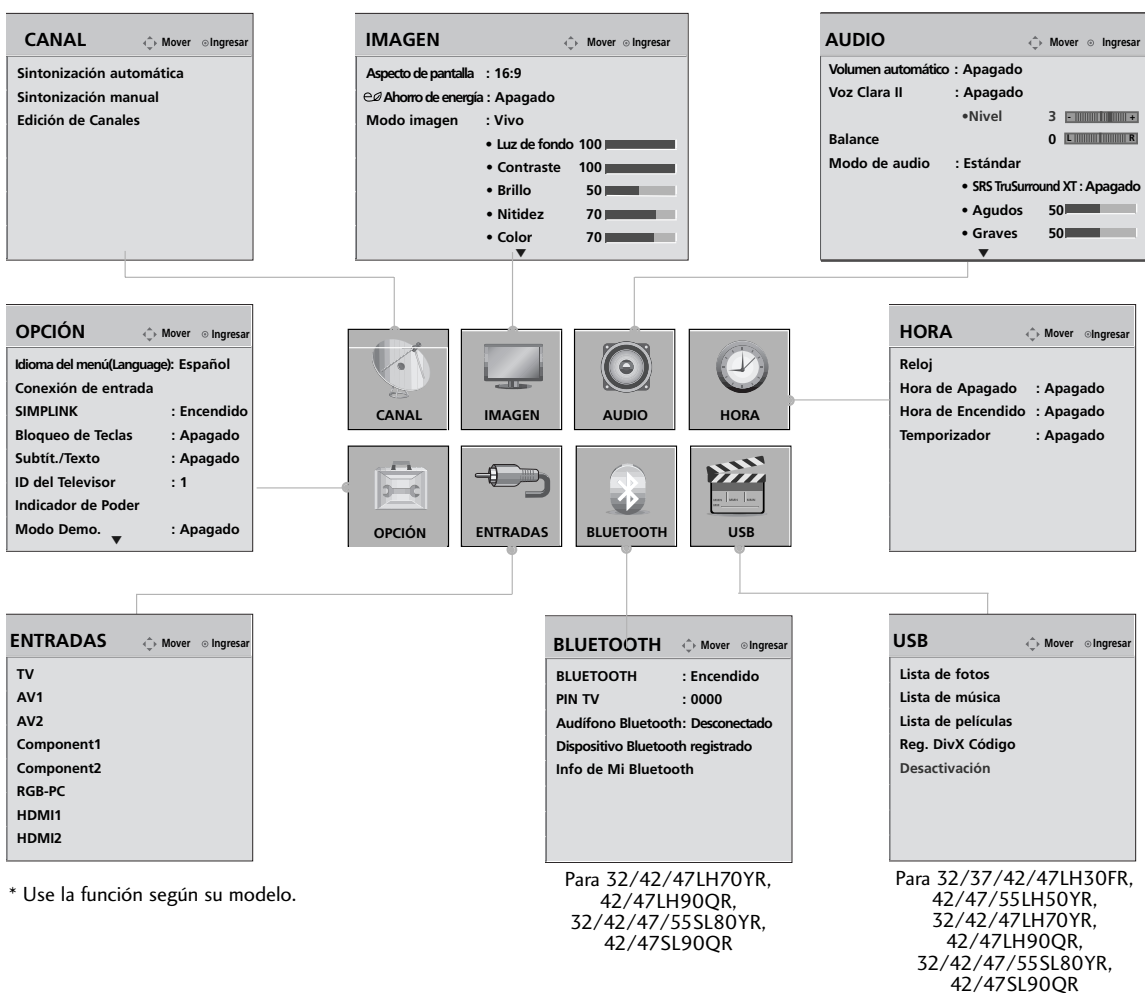 CANAL Mover Ingresar
Sintonización automática
Sintonización manual
Edición de Canales
IMAGEN Mover Ingresar
Aspecto de pantalla : 16:9
Ahorro de energía : Apagado
Modo imagen : Vivo
• Luz de fondo 100
• Contraste 100
• Brillo 50
• Nitidez 70
• Color 70
AUDIO Mover Ingresar
Volumen automático : Apagado
Voz Clara II : Apagado
•Nivel 3 - +
Balance 0 L R
Modo de audio : Estándar
• SRS TruSurround XT : Apagado
• Agudos 50
• Graves 50
OPCIÓN Mover Ingresar
Idioma del menú(Language): Español
Conexión de entrada
SIMPLINK : Encendido
Bloqueo de Teclas : Apagado
Subtít./Texto : Apagado
ID del Televisor : 1
Indicador de Poder
Modo Demo. : Apagado
CANAL
IMAGEN
AUDIO
HORA
OPCIÓN
ENTRADAS
BLUETOOTH
USB
HORA Mover Ingresar
Reloj
Hora de Apagado : Apagado
Hora de Encendido : Apagado
Temporizador : Apagado
ENTRADAS Mover Ingresar
TV
AV1
AV2
Component1
Component2
RGB-PC
HDMI1
HDMI2
* Use la función según su modelo.
BLUETOOTH Mover Ingresar
BLUETOOTH : Encendido
PIN TV : 0000
Audífono Bluetooth: Desconectado
Dispositivo Bluetooth registrado
Info de Mi Bluetooth
Para 32/42/47LH70YR,
42/47LH90QR,
32/42/47/55SL80YR,
42/47SL90QR
USB Mover Ingresar
Lista de fotos
Lista de música
Lista de películas
Reg. DivX Código
Desactivación
Para 32/37/42/47LH30FR,
42/47/55LH50YR,
32/42/47LH70YR,
42/47LH90QR,
32/42/47/55SL80YR,
42/47SL90QR